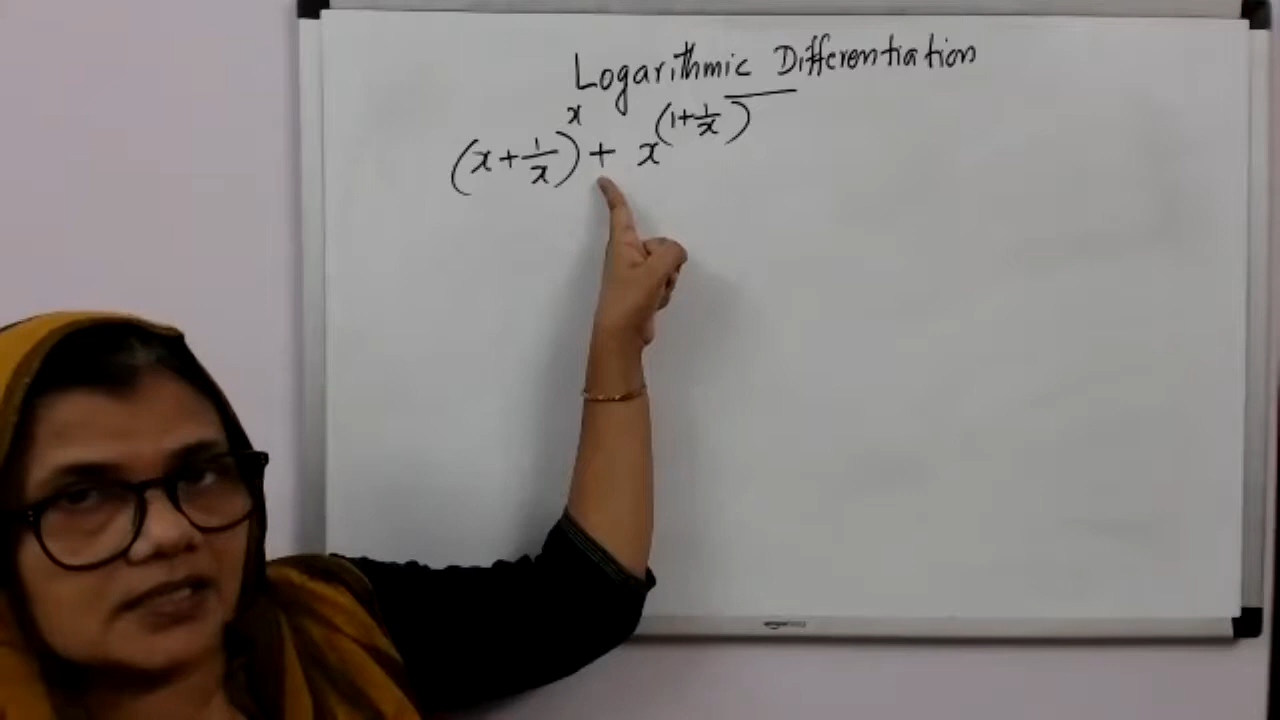 Logarithmic Differentiation
(x+1/x)^x + x^(1+1/x)